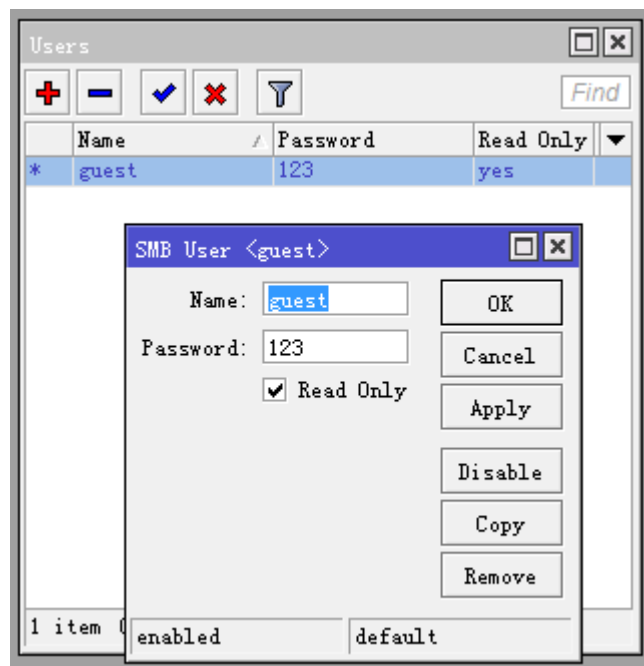 Users
Find
Name Password Read Only
* guest 123 yes
SMB User <guest>
Name: guest
Password: 123
Read Only
OK
Cancel
Apply
Disable
Copy
Remove
1 item
enabled default